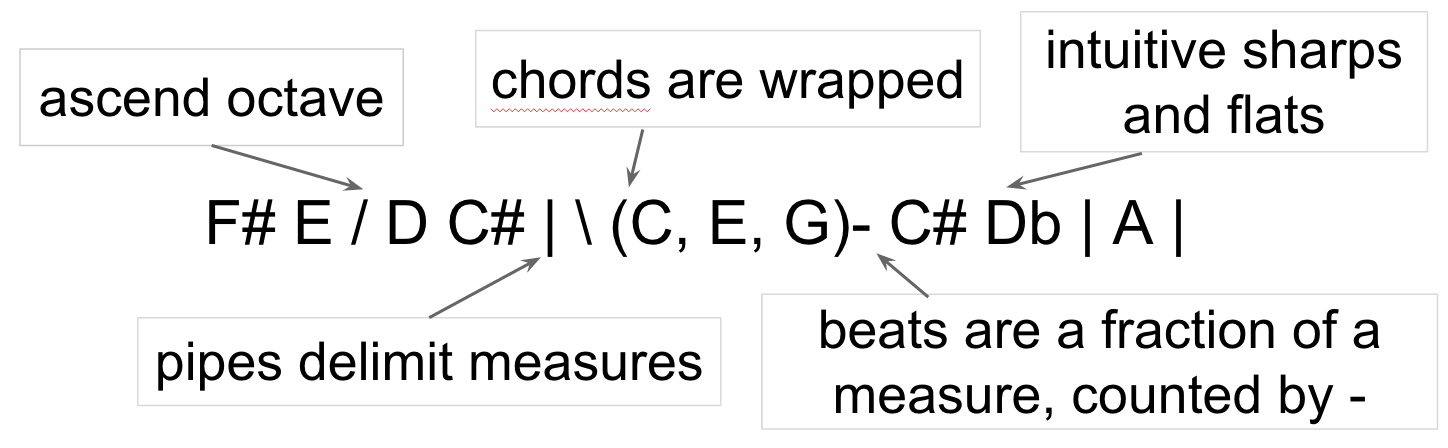 ascend octave
chords are wrapped
intuitive sharps
and flats
F# E / D C# | \ (C, E, G)- C# Db | A |
pipes delimit measures
beats are a fraction of a
measure, counted by -